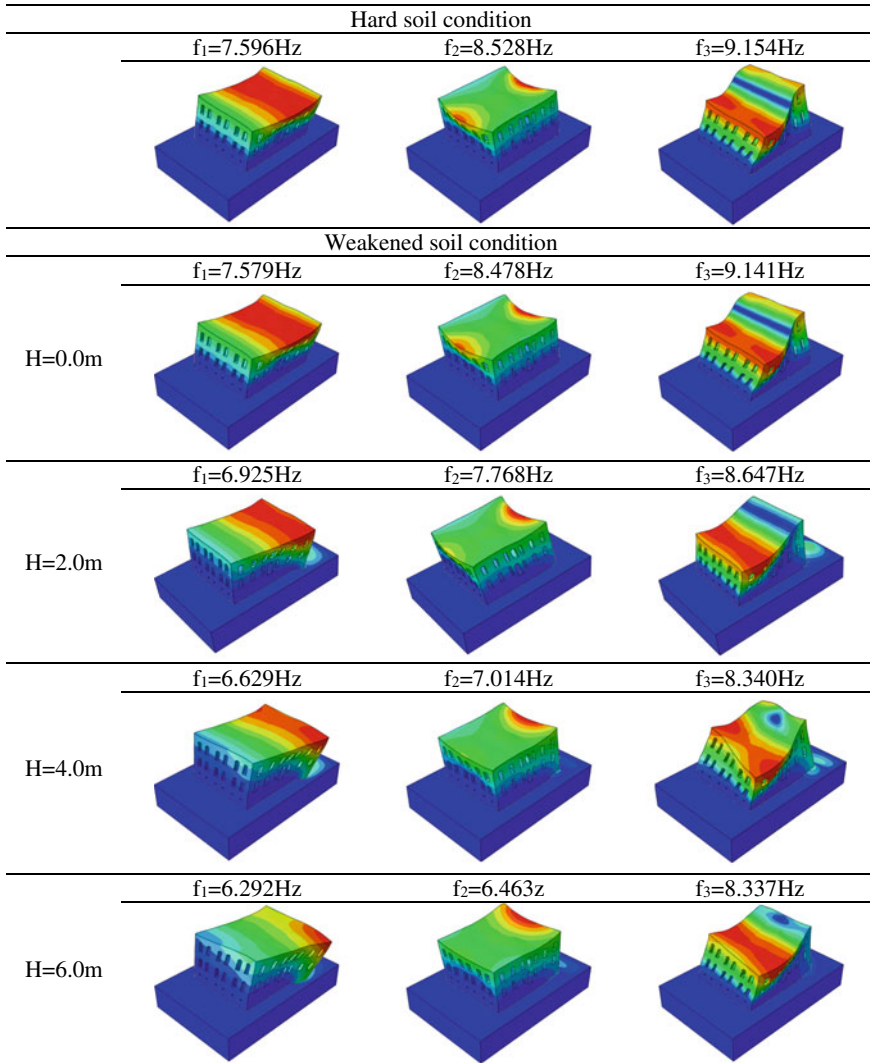 Hard soil condition
f₁=7.596Hz f₂=8.528Hz f₃=9.154Hz
Weakened soil condition
f₁=7.579Hz f₂=8.478Hz f₃=9.141Hz
H=0.0m
f₁=6.925Hz f₂=7.768Hz f₃=8.647Hz
H=2.0m
f₁=6.629Hz f₂=7.014Hz f₃=8.340Hz
H=4.0m
f₁=6.292Hz f₂=6.463z f₃=8.337Hz
H=6.0m